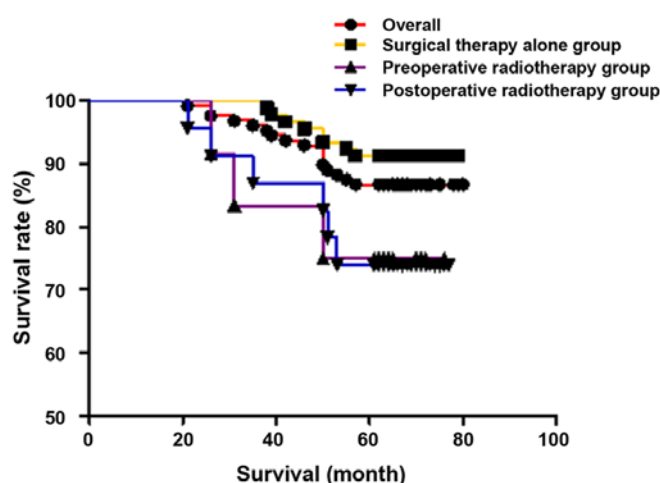 Overall
Surgical therapy alone group
Preoperative radiotherapy group
Postoperative radiotherapy group
100
90
80
70
60
50
Survival rate (%)
0 20 40 60 80 100
Survival (month)